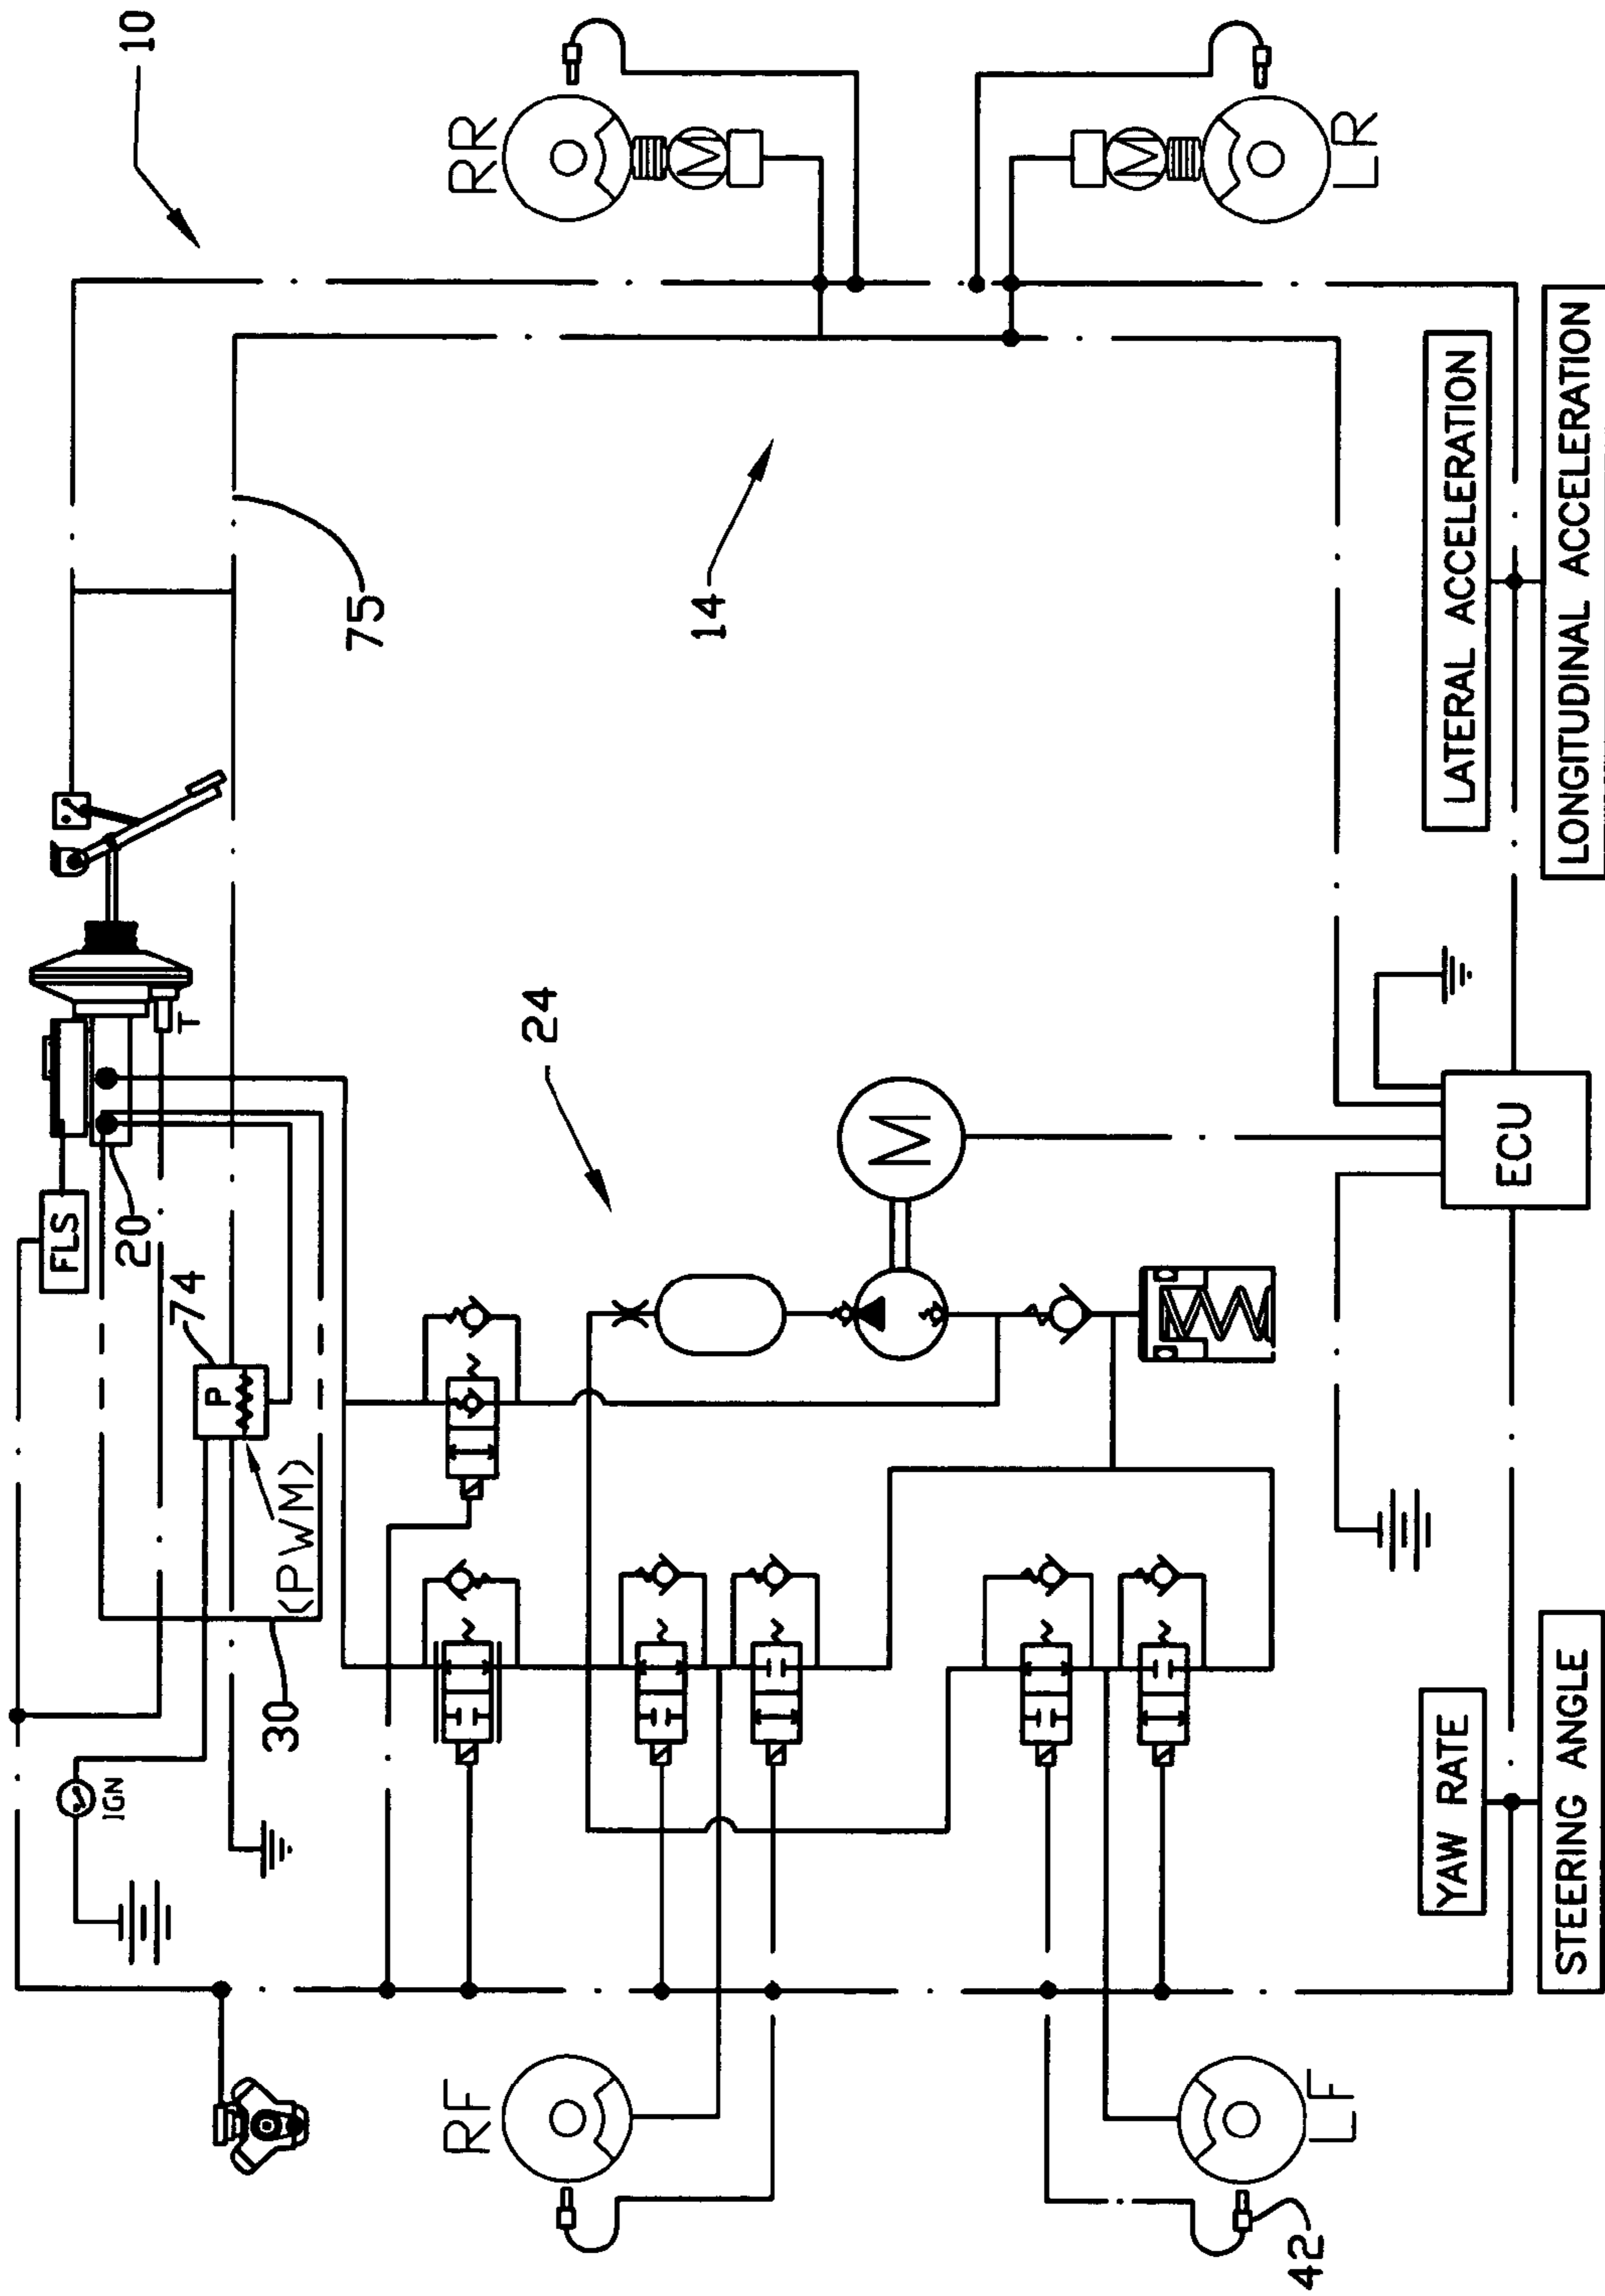 10
RR
LR
75
14
LATERAL ACCELERATION
LONGITUDINAL ACCELERATION
T
20
FLS
74
P
(PWM)
30
IGN
24
M
M
M
ECU
YAW RATE
STEERING ANGLE
RF
LF
42